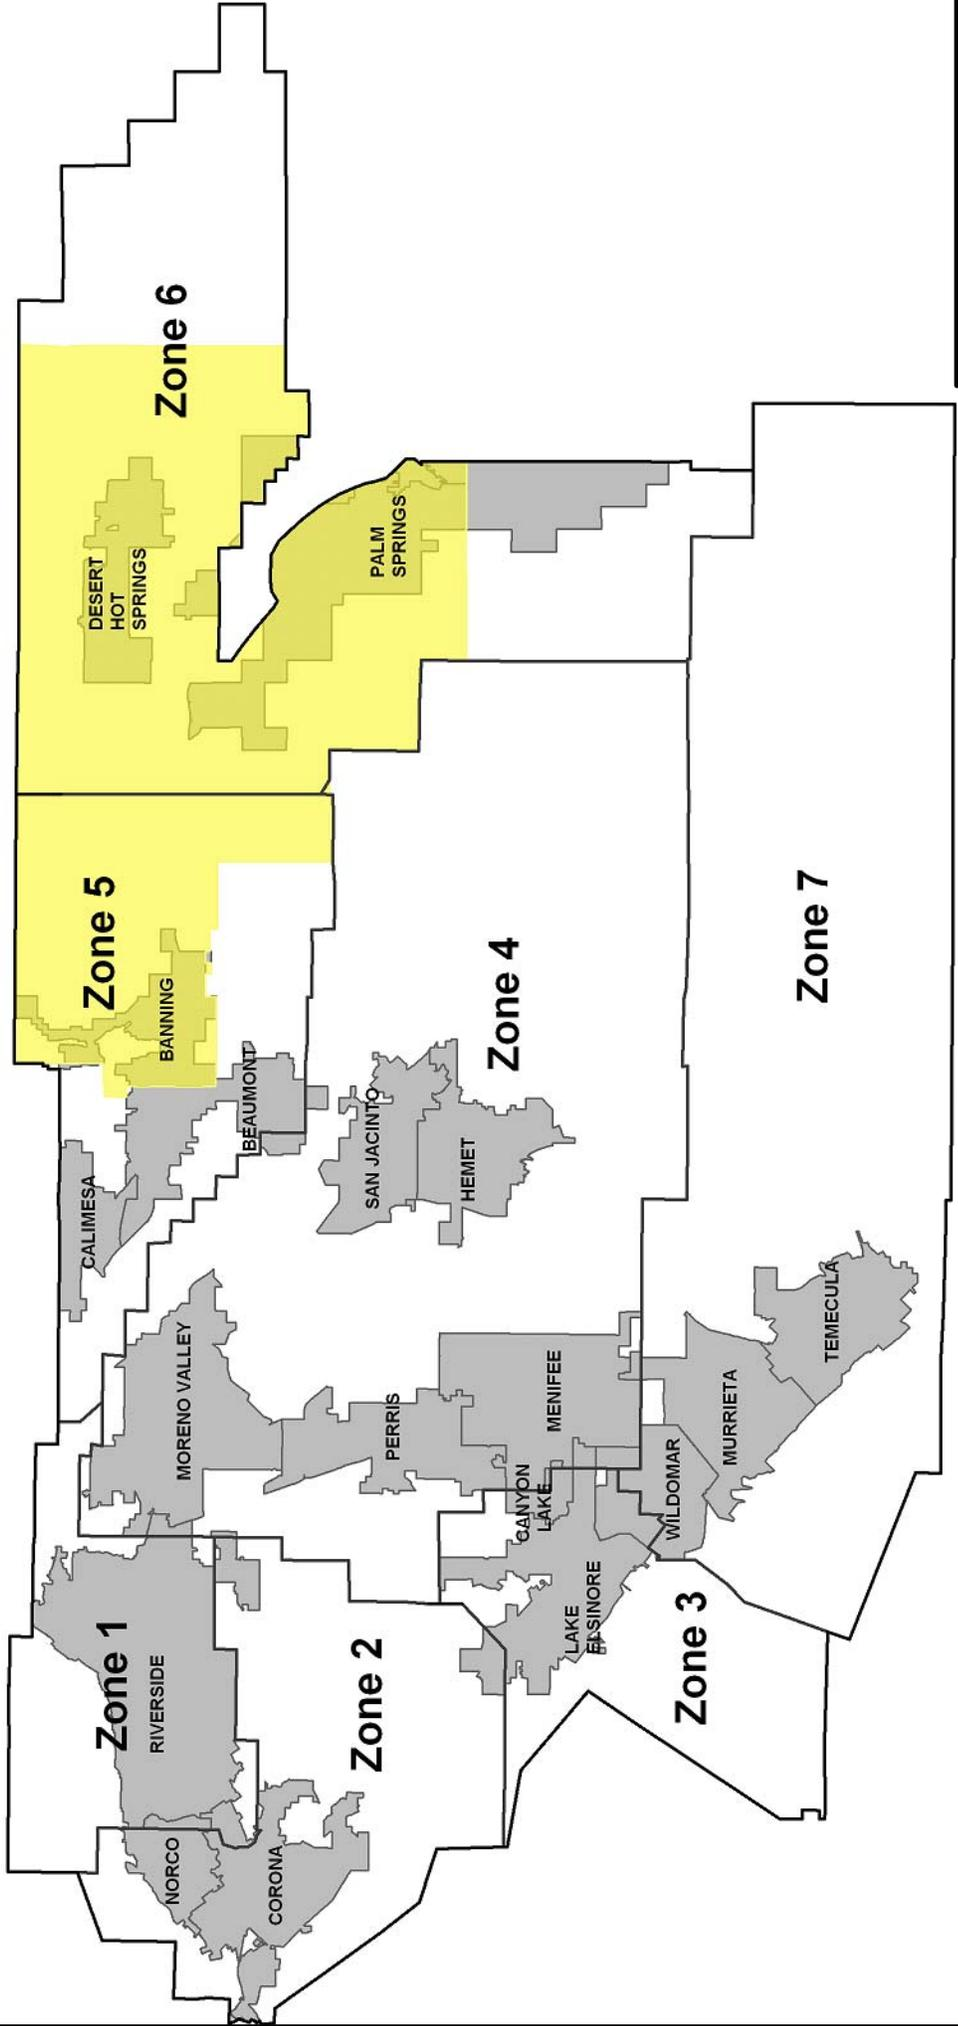 Zone 6
DESERT
HOT
SPRINGS
PALM
SPRINGS
Zone 5
BANNING
BEAUMONT
CALIMESA
Zone 4
SAN JACINTO
HEMET
Zone 7
MORENO VALLEY
PERRIS
MENIFEE
CANYON
LAKE
MURRIETA
TEMECULA
WILDOMAR
LAKE
ELSINORE
Zone 1
RIVERSIDE
Zone 2
Zone 3
NORCO
CORONA